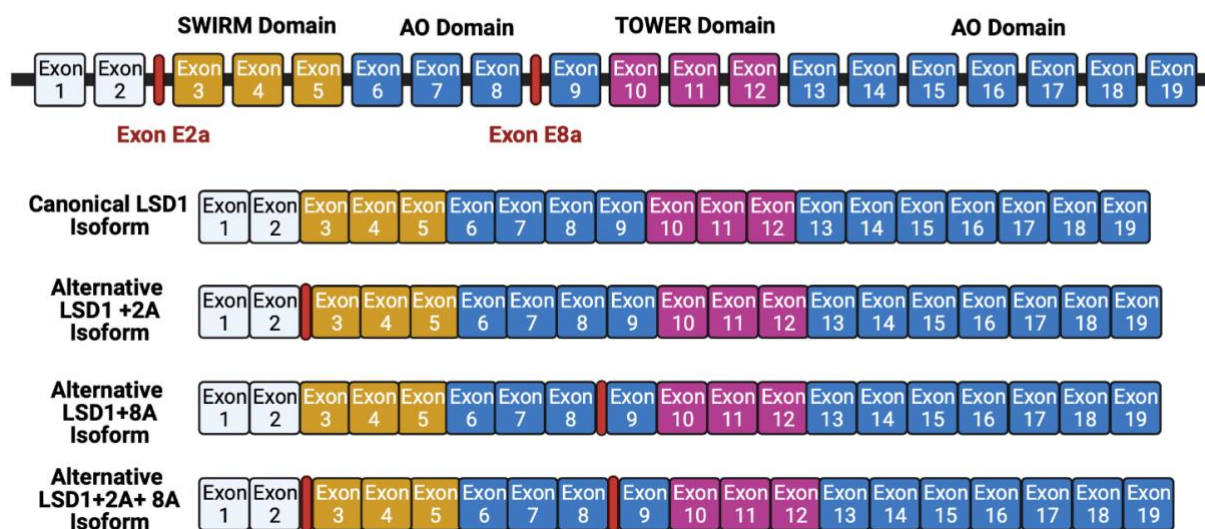 SWIRM Domain AO Domain TOWER Domain AO Domain
Exon Exon Exon Exon Exon Exon Exon Exon Exon Exon Exon Exon Exon Exon Exon Exon Exon Exon Exon
1 2 3 4 5 6 7 8 9 10 11 12 13 14 15 16 17 18 19
Exon E2a Exon E8a
Canonical LSD1
Isoform
Exon Exon Exon Exon Exon Exon Exon Exon Exon Exon Exon Exon Exon Exon Exon Exon Exon Exon Exon
1 2 3 4 5 6 7 8 9 10 11 12 13 14 15 16 17 18 19
Alternative
LSD1 +2A
Isoform
Exon Exon Exon Exon Exon Exon Exon Exon Exon Exon Exon Exon Exon Exon Exon Exon Exon Exon Exon
1 2 3 4 5 6 7 8 9 10 11 12 13 14 15 16 17 18 19
Alternative
LSD1+8A
Isoform
Exon Exon Exon Exon Exon Exon Exon Exon Exon Exon Exon Exon Exon Exon Exon Exon Exon Exon Exon
1 2 3 4 5 6 7 8 9 10 11 12 13 14 15 16 17 18 19
Alternative
LSD1+2A+ 8A
Isoform
Exon Exon Exon Exon Exon Exon Exon Exon Exon Exon Exon Exon Exon Exon Exon Exon Exon Exon Exon
1 2 3 4 5 6 7 8 9 10 11 12 13 14 15 16 17 18 19